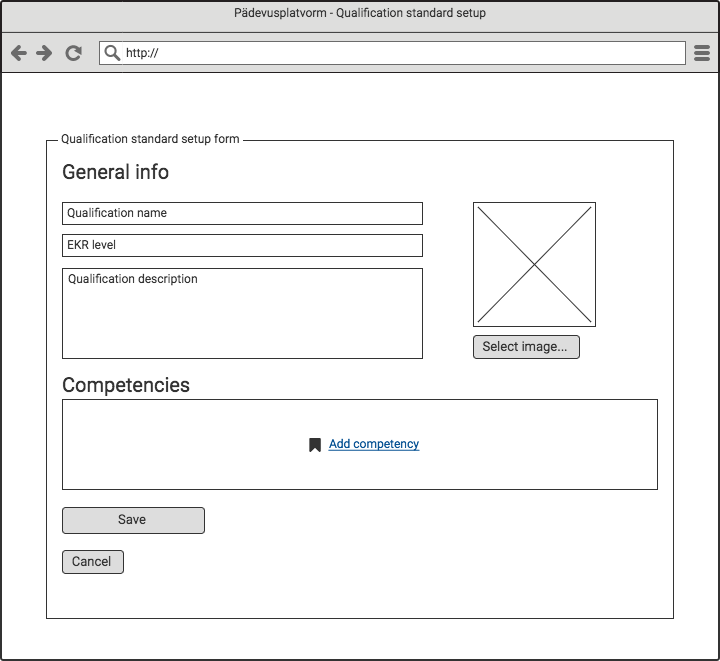 Pädevusplatvorm - Qualification standard setup
http://
Qualification standard setup form
General info
Qualification name
EKR level
Qualification description
Select image...
Competencies
Add competency
Save
Cancel